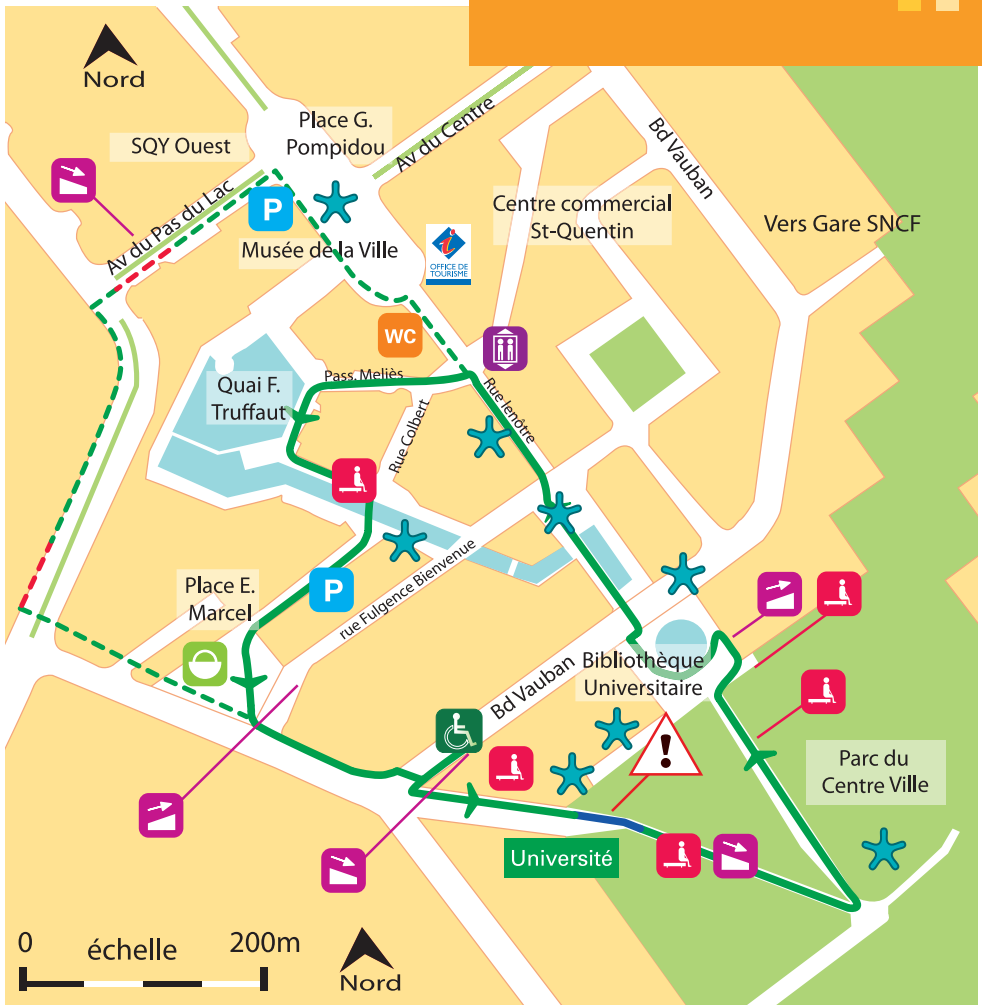 Nord
Place G.
Pompidou
SQY Ouest
Av du Centre
Bd Vauban
Av du Pas du Lac
P
Musée de la Ville
i
OFFICE DE
TOURISME
Centre commercial
St-Quentin
Vers Gare SNCF
WC
Pass. Meliès
Quai F.
Truffaut
Rue Colbert
Rue lenôtre
Place E.
Marcel
P
rue Fulgence Bienvenue
Bd Vauban
Bibliothèque
Universitaire
!
Parc du
Centre Ville
Université
0 échelle 200m
Nord